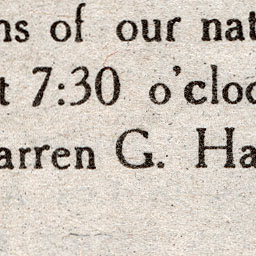 ns of our nat
t 7:30 o'cloc
arren G. Ha